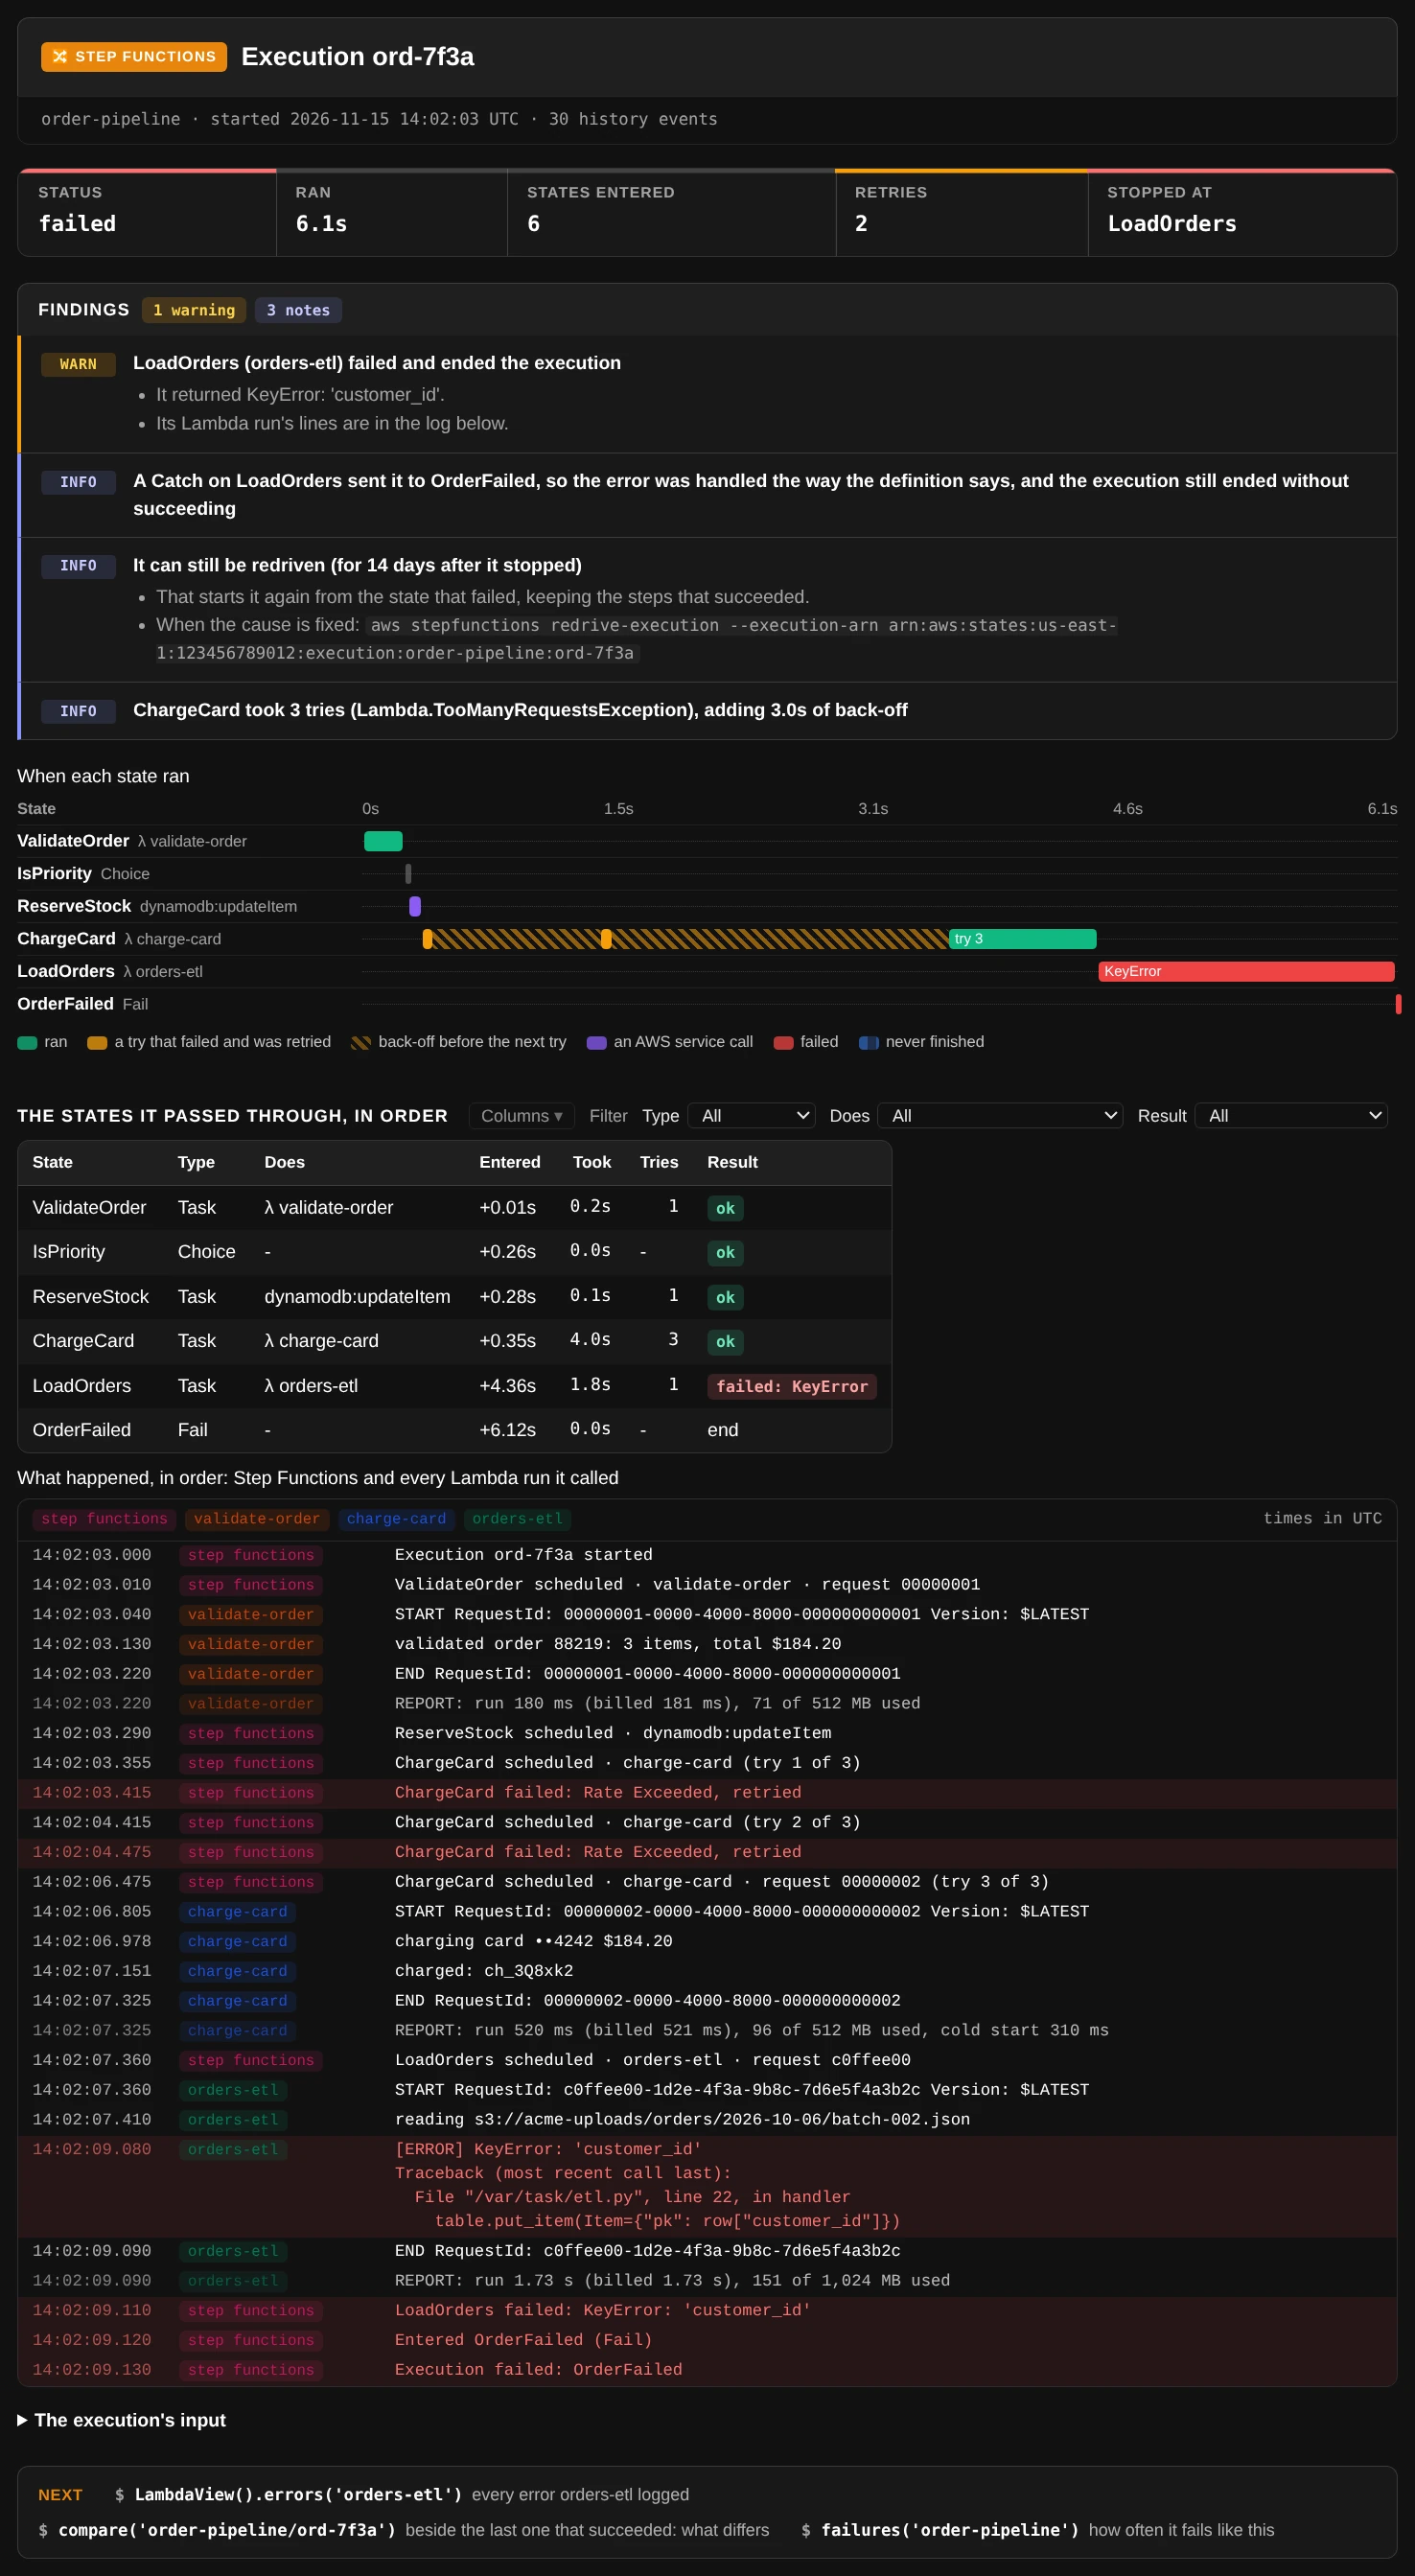 STEP FUNCTIONS Execution ord-7f3a
order-pipeline · started 2026-11-15 14:02:03 UTC · 30 history events
STATUS RAN STATES ENTERED RETRIES STOPPED AT
failed 6.1s 6 2 LoadOrders
FINDINGS 1 warning 3 notes
WARN LoadOrders (orders-etl) failed and ended the execution
• It returned KeyError: 'customer_id'.
• Its Lambda run's lines are in the log below.
INFO A Catch on LoadOrders sent it to OrderFailed, so the error was handled the way the definition says, and the execution still ended without
succeeding
INFO It can still be redriven (for 14 days after it stopped)
• That starts it again from the state that failed, keeping the steps that succeeded.
• When the cause is fixed: aws stepfunctions redrive-execution --execution-arn arn:aws:states:us-east-
1:123456789012:execution:order-pipeline:ord-7f3a
INFO ChargeCard took 3 tries (Lambda.TooManyRequestsException), adding 3.0s of back-off
When each state ran
State 0s 1.5s 3.1s 4.6s 6.1s
ValidateOrder λ validate-order
IsPriority Choice
ReserveStock dynamodb:updateItem
ChargeCard λ charge-card try 3
LoadOrders λ orders-etl KeyError
OrderFailed Fail
ran a try that failed and was retried back-off before the next try an AWS service call failed never finished
THE STATES IT PASSED THROUGH, IN ORDER Columns ▾ Filter Type All Does All Result All
State Type Does Entered Took Tries Result
ValidateOrder Task λ validate-order +0.01s 0.2s 1 ok
IsPriority Choice - +0.26s 0.0s - ok
ReserveStock Task dynamodb:updateItem +0.28s 0.1s 1 ok
ChargeCard Task λ charge-card +0.35s 4.0s 3 ok
LoadOrders Task λ orders-etl +4.36s 1.8s 1 failed: KeyError
OrderFailed Fail - +6.12s 0.0s - end
What happened, in order: Step Functions and every Lambda run it called
step functions validate-order charge-card orders-etl times in UTC
14:02:03.000 step functions Execution ord-7f3a started
14:02:03.010 step functions ValidateOrder scheduled · validate-order · request 00000001
14:02:03.040 validate-order START RequestId: 00000001-0000-4000-8000-000000000001 Version: $LATEST
14:02:03.130 validate-order validated order 88219: 3 items, total $184.20
14:02:03.220 validate-order END RequestId: 00000001-0000-4000-8000-000000000001
14:02:03.220 validate-order REPORT: run 180 ms (billed 181 ms), 71 of 512 MB used
14:02:03.290 step functions ReserveStock scheduled · dynamodb:updateItem
14:02:03.355 step functions ChargeCard scheduled · charge-card (try 1 of 3)
14:02:03.415 step functions ChargeCard failed: Rate Exceeded, retried
14:02:04.415 step functions ChargeCard scheduled · charge-card (try 2 of 3)
14:02:04.475 step functions ChargeCard failed: Rate Exceeded, retried
14:02:06.475 step functions ChargeCard scheduled · charge-card · request 00000002 (try 3 of 3)
14:02:06.805 charge-card START RequestId: 00000002-0000-4000-8000-000000000002 Version: $LATEST
14:02:06.978 charge-card charging card ••4242 $184.20
14:02:07.151 charge-card charged: ch_3Q8xk2
14:02:07.325 charge-card END RequestId: 00000002-0000-4000-8000-000000000002
14:02:07.325 charge-card REPORT: run 520 ms (billed 521 ms), 96 of 512 MB used, cold start 310 ms
14:02:07.360 step functions LoadOrders scheduled · orders-etl · request c0ffee00
14:02:07.360 orders-etl START RequestId: c0ffee00-1d2e-4f3a-9b8c-7d6e5f4a3b2c Version: $LATEST
14:02:07.410 orders-etl reading s3://acme-uploads/orders/2026-10-06/batch-002.json
14:02:09.080 orders-etl [ERROR] KeyError: 'customer_id'
Traceback (most recent call last):
File "/var/task/etl.py", line 22, in handler
table.put_item(Item={"pk": row["customer_id"]})
14:02:09.090 orders-etl END RequestId: c0ffee00-1d2e-4f3a-9b8c-7d6e5f4a3b2c
14:02:09.090 orders-etl REPORT: run 1.73 s (billed 1.73 s), 151 of 1,024 MB used
14:02:09.110 step functions LoadOrders failed: KeyError: 'customer_id'
14:02:09.120 step functions Entered OrderFailed (Fail)
14:02:09.130 step functions Execution failed: OrderFailed
▶ The execution's input
NEXT $ LambdaView().errors('orders-etl') every error orders-etl logged
$ compare('order-pipeline/ord-7f3a') beside the last one that succeeded: what differs $ failures('order-pipeline') how often it fails like this